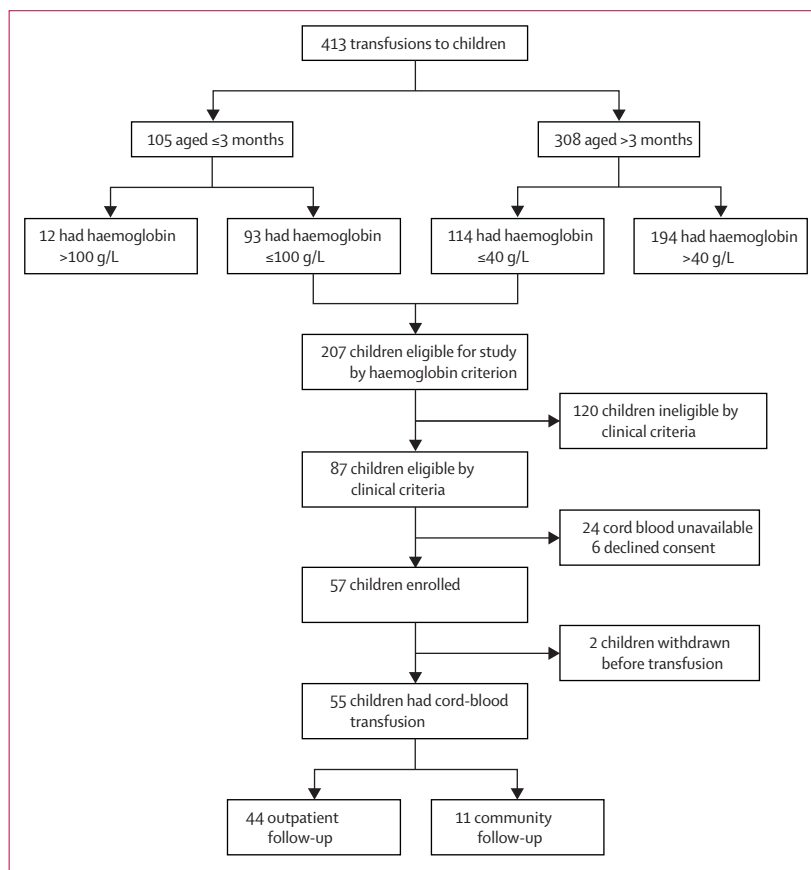 413 transfusions to children
105 aged ≤3 months
308 aged >3 months
12 had haemoglobin
>100 g/L
93 had haemoglobin
≤100 g/L
114 had haemoglobin
≤40 g/L
194 had haemoglobin
>40 g/L
207 children eligible for study
by haemoglobin criterion
120 children ineligible by
clinical criteria
87 children eligible by
clinical criteria
24 cord blood unavailable
6 declined consent
57 children enrolled
2 children withdrawn
before transfusion
55 children had cord-blood
transfusion
44 outpatient
follow-up
11 community
follow-up